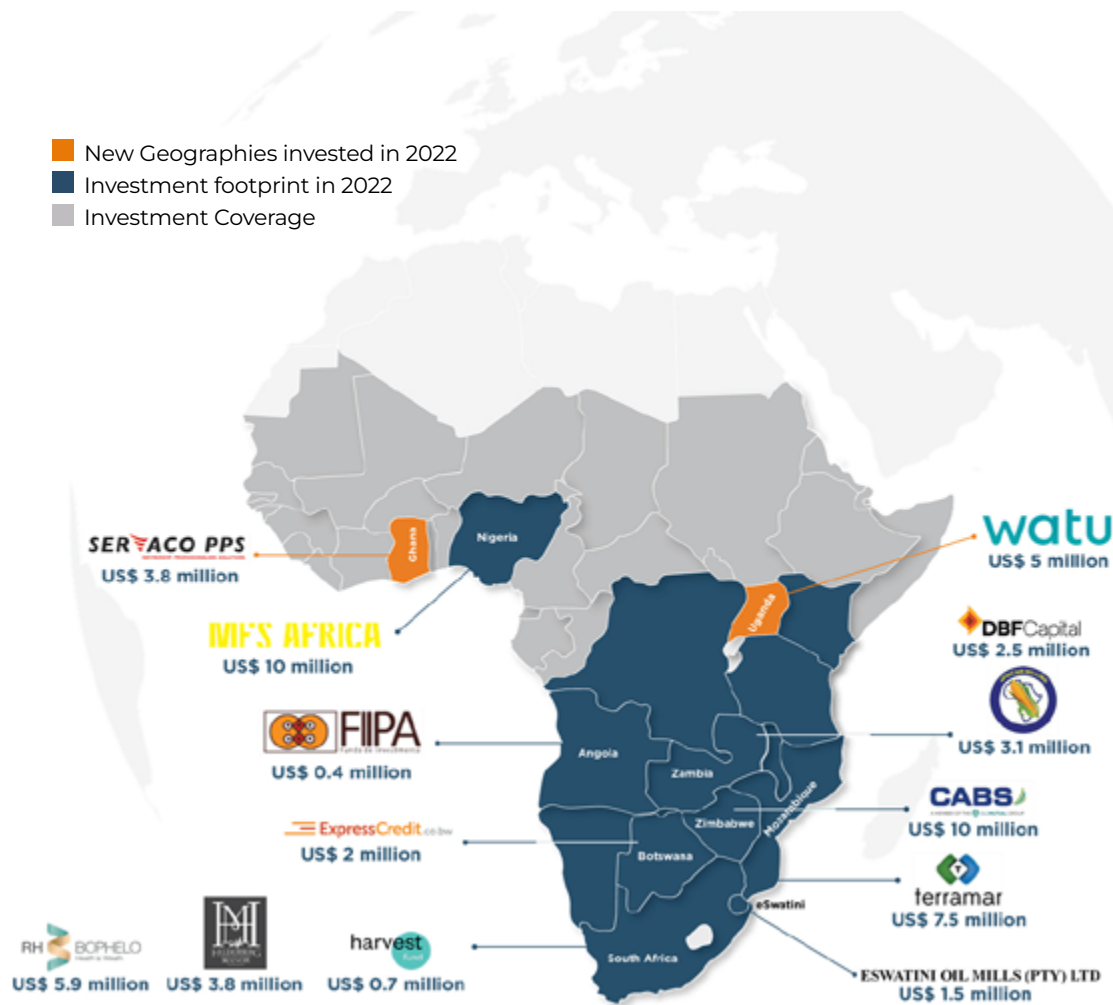 New Geographies invested in 2022
Investment footprint in 2022
Investment Coverage
SERVACO PPS
US$ 3.8 million
Ghana
Nigeria
watu
US$ 5 million
MFS AFRICA
US$ 10 million
Uganda
DBFCapital
US$ 2.5 million
FIIPA
Fundo de Investimento
US$ 0.4 million
US$ 3.1 million
Angola
Zambia
Zimbabwe
Mozambique
CABS
US$ 10 million
ExpressCredit.co.bw
US$ 2 million
Botswana
terramar
US$ 7.5 million
eSwatini
RH BOPHELO
US$ 5.9 million
US$ 3.8 million
harvest
fund
US$ 0.7 million
South Africa
ESWATINI OIL MILLS (PTY) LTD
US$ 1.5 million